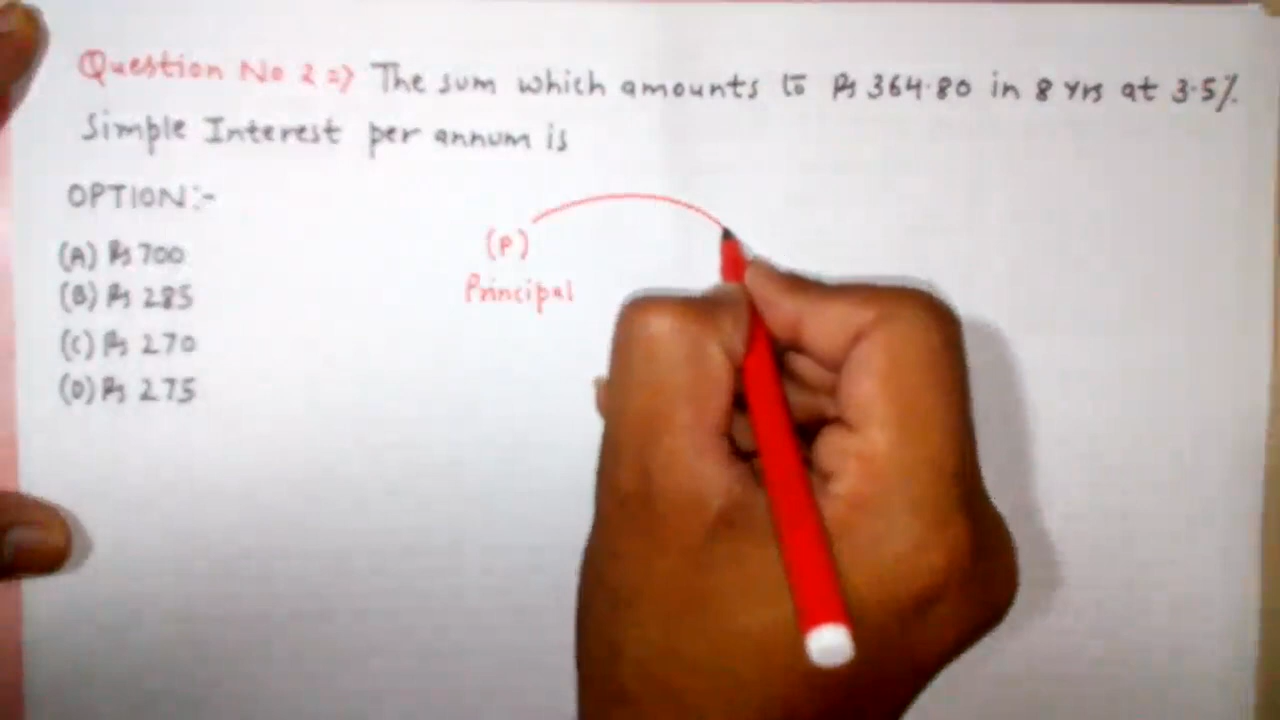 Question No 2 => The sum which amounts to Rs 364.80 in 8 yrs at 3.5%
Simple Interest per annum is
OPTION:-
(A) Rs 700
(B) Rs 285
(C) Rs 270
(D) Rs 275
(P)
Principal